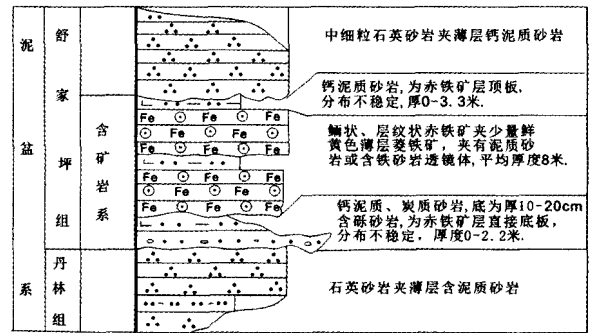 泥盆系
舒家坪组
丹林组
含矿岩系
Fe Fe Fe
Fe Fe
Fe Fe Fe
Fe Fe Fe
Fe Fe
Fe Fe Fe
中细粒石英砂岩夹薄层钙泥质砂岩
钙泥质砂岩,为赤铁矿层顶板,
分布不稳定,厚0-3.3米.
鲕状、层纹状赤铁矿夹少量鲜
黄色薄层菱铁矿，夹有泥质砂
岩或含铁砂岩透镜体,平均厚度8米.
钙泥质、炭质砂岩,底为厚10-20cm
含砾砂岩,为赤铁矿层直接底板，
分布不稳定，厚度0-2.2米.
石英砂岩夹薄层含泥质砂岩